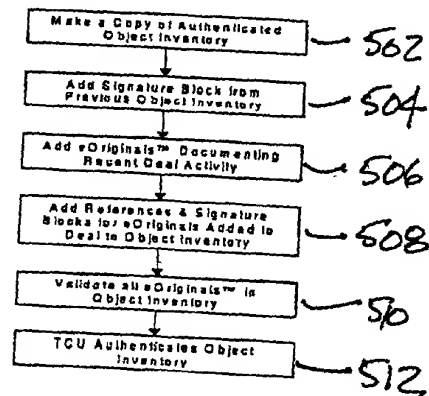 Make a Copy of Authenticated
Object Inventory
502
Add Signature Block from
Previous Object Inventory
504
Add eOriginals™ Documenting
Recent Deal Activity
506
Add References & Signature
Blocks for eOriginals Added to
Deal to Object Inventory
508
Validate all eOriginals™ in
Object Inventory
510
TCU Authenticates Object
Inventory
512